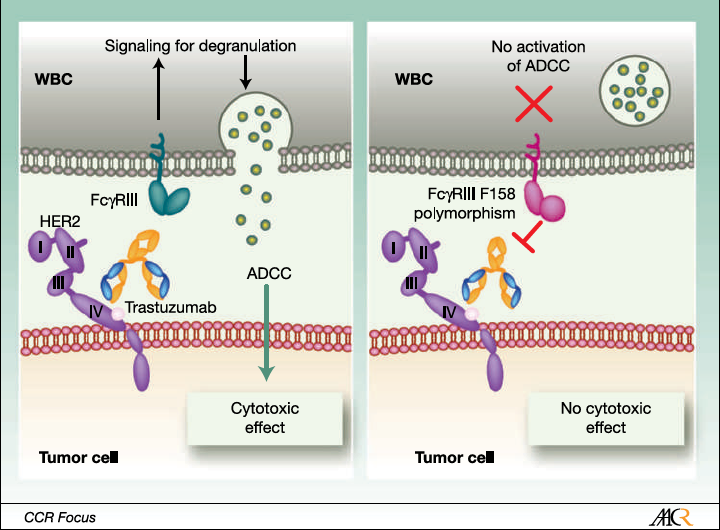 Signaling for degranulation
WBC
FcγRIII
HER2
I
II
III
IV
Trastuzumab
ADCC
Cytotoxic
effect
Tumor cell
No activation
of ADCC
WBC
FcγRIII F158
polymorphism
I
II
III
IV
No cytotoxic
effect
Tumor cell
CCR Focus
AACR